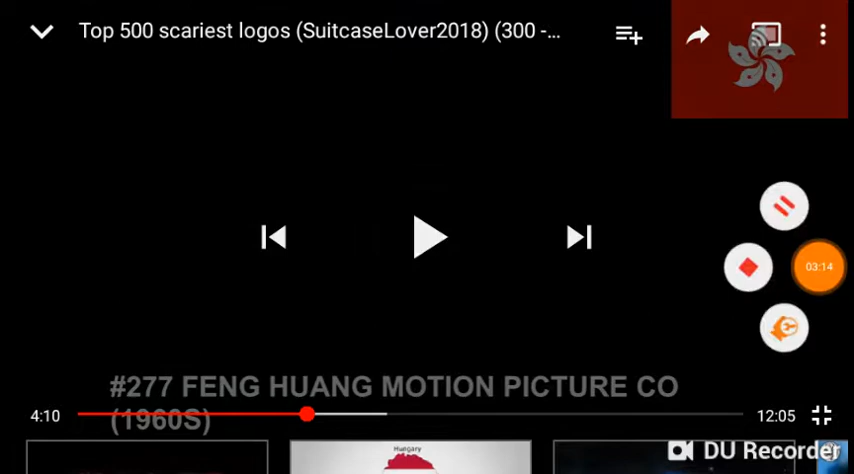 Top 500 scariest logos (SuitcaseLover2018) (300 -...
03:14
#277 FENG HUANG MOTION PICTURE CO
(1960S)
4:10
12:05
Hungary
DU Recorder